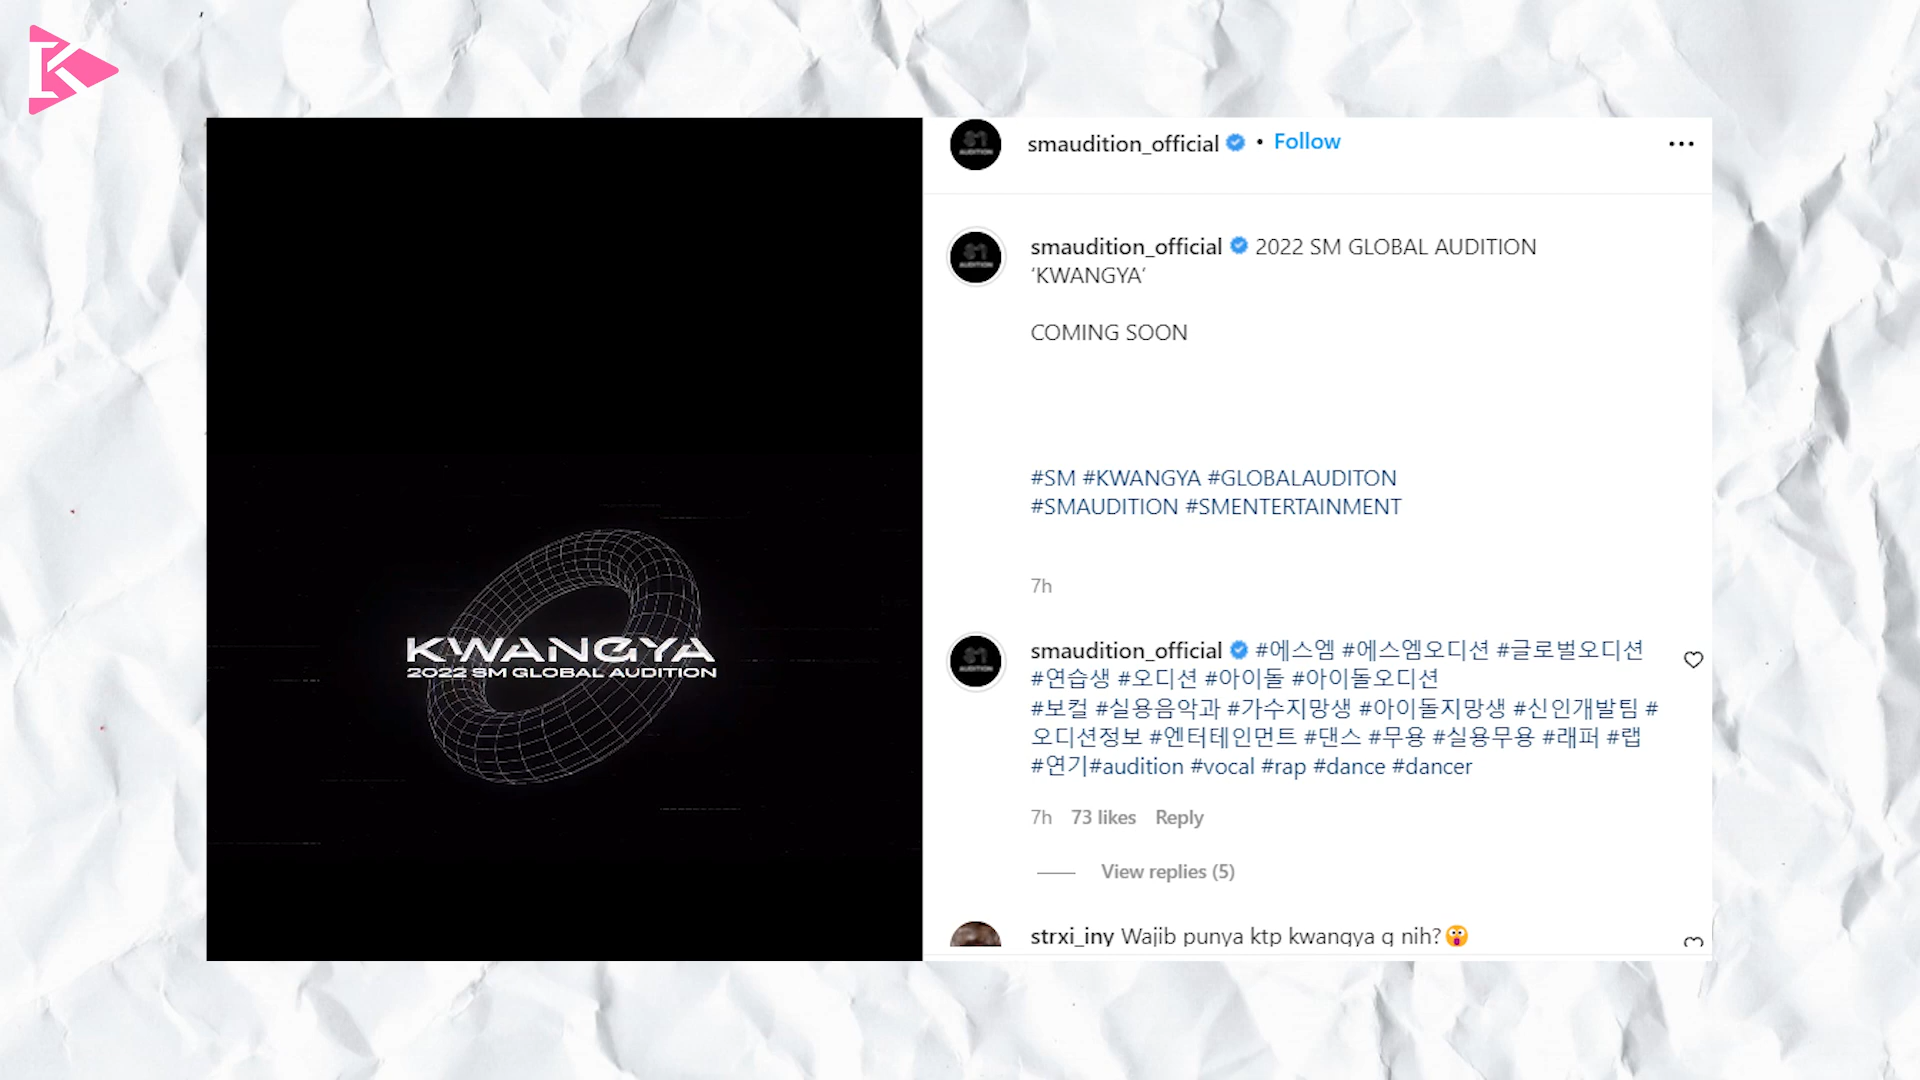 KWANGYA
2022 SM GLOBAL AUDITION
smaudition_official • Follow
smaudition_official 2022 SM GLOBAL AUDITION
‘KWANGYA’
COMING SOON
#SM #KWANGYA #GLOBALAUDITON
#SMAUDITION #SMENTERTAINMENT
7h
smaudition_official #에스엠 #에스엠오디션 #글로벌오디션
#연습생 #오디션 #아이돌 #아이돌오디션
#보컬 #실용음악과 #가수지망생 #아이돌지망생 #신인개발팀 #
오디션정보 #엔터테인먼트 #댄스 #무용 #실용무용 #래퍼 #랩
#연기#audition #vocal #rap #dance #dancer
7h 73 likes Reply
View replies (5)
strxi_iny Wajib punya ktp kwangya g nih?😲